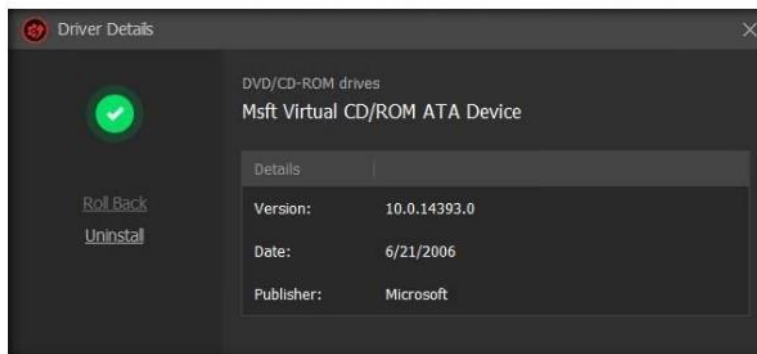 Driver Details
DVD/CD-ROM drives
Msft Virtual CD/ROM ATA Device
Details
Roll Back
Uninstall
Version: 10.0.14393.0
Date: 6/21/2006
Publisher: Microsoft